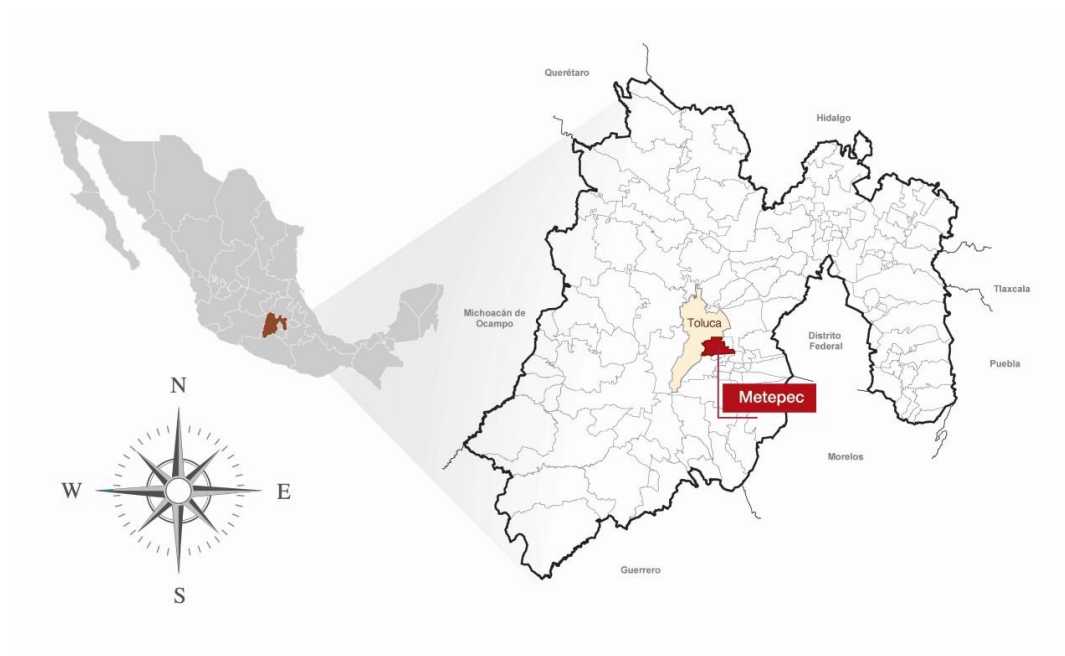 Querétaro
Hidalgo
Tlaxcala
Michoacán de
Ocampo
Toluca
Distrito
Federal
Puebla
Metepec
Morelos
Guerrero
N
W
E
S